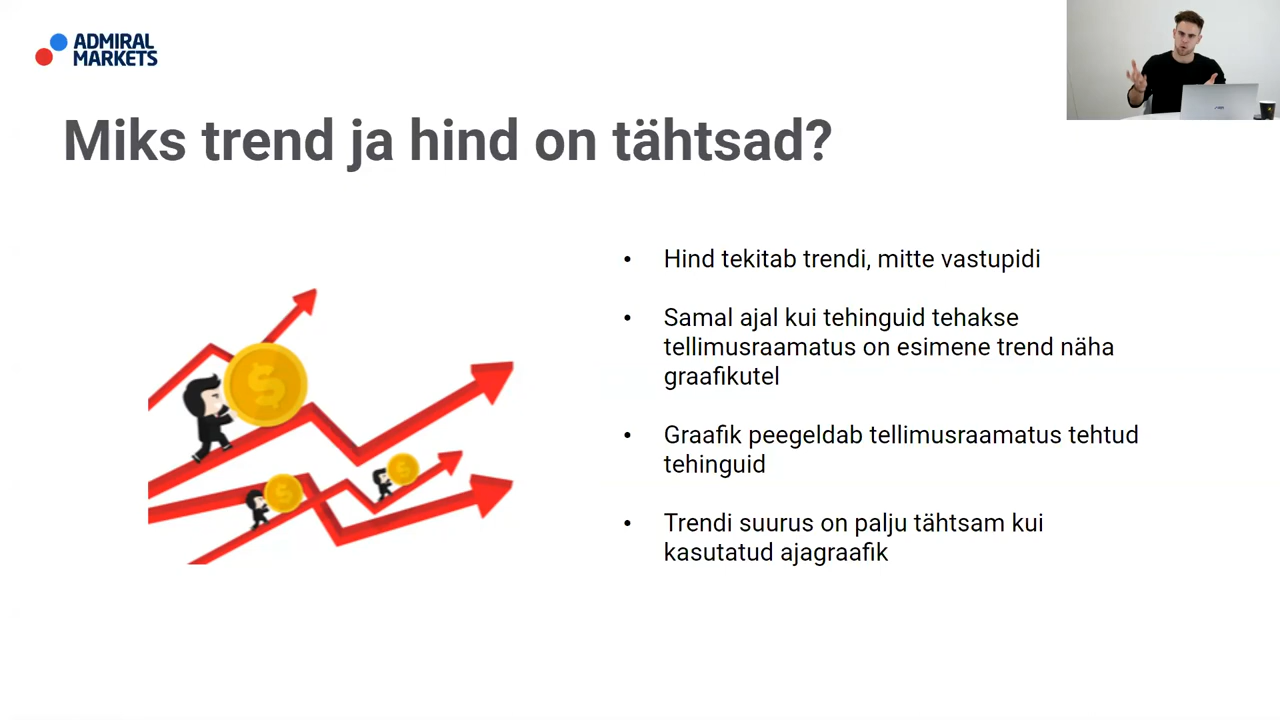 ADMIRAL
MARKETS
Miks trend ja hind on tähtsad?
• Hind tekitab trendi, mitte vastupidi
• Samal ajal kui tehinguid tehakse
tellimusraamatus on esimene trend näha
graafikutel
• Graafik peegeldab tellimusraamatus tehtud
tehinguid
• Trendi suurus on palju tähtsam kui
kasutatud ajagraafik